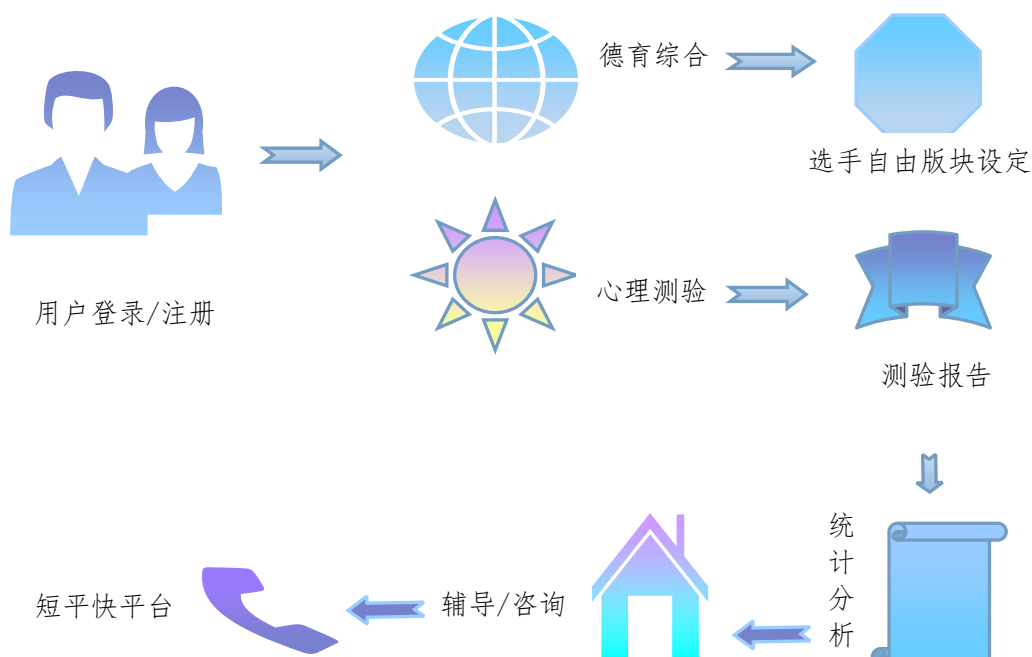 德育综合
选手自由版块设定
用户登录/注册
心理测验
测验报告
统计分析
辅导/咨询
短平快平台